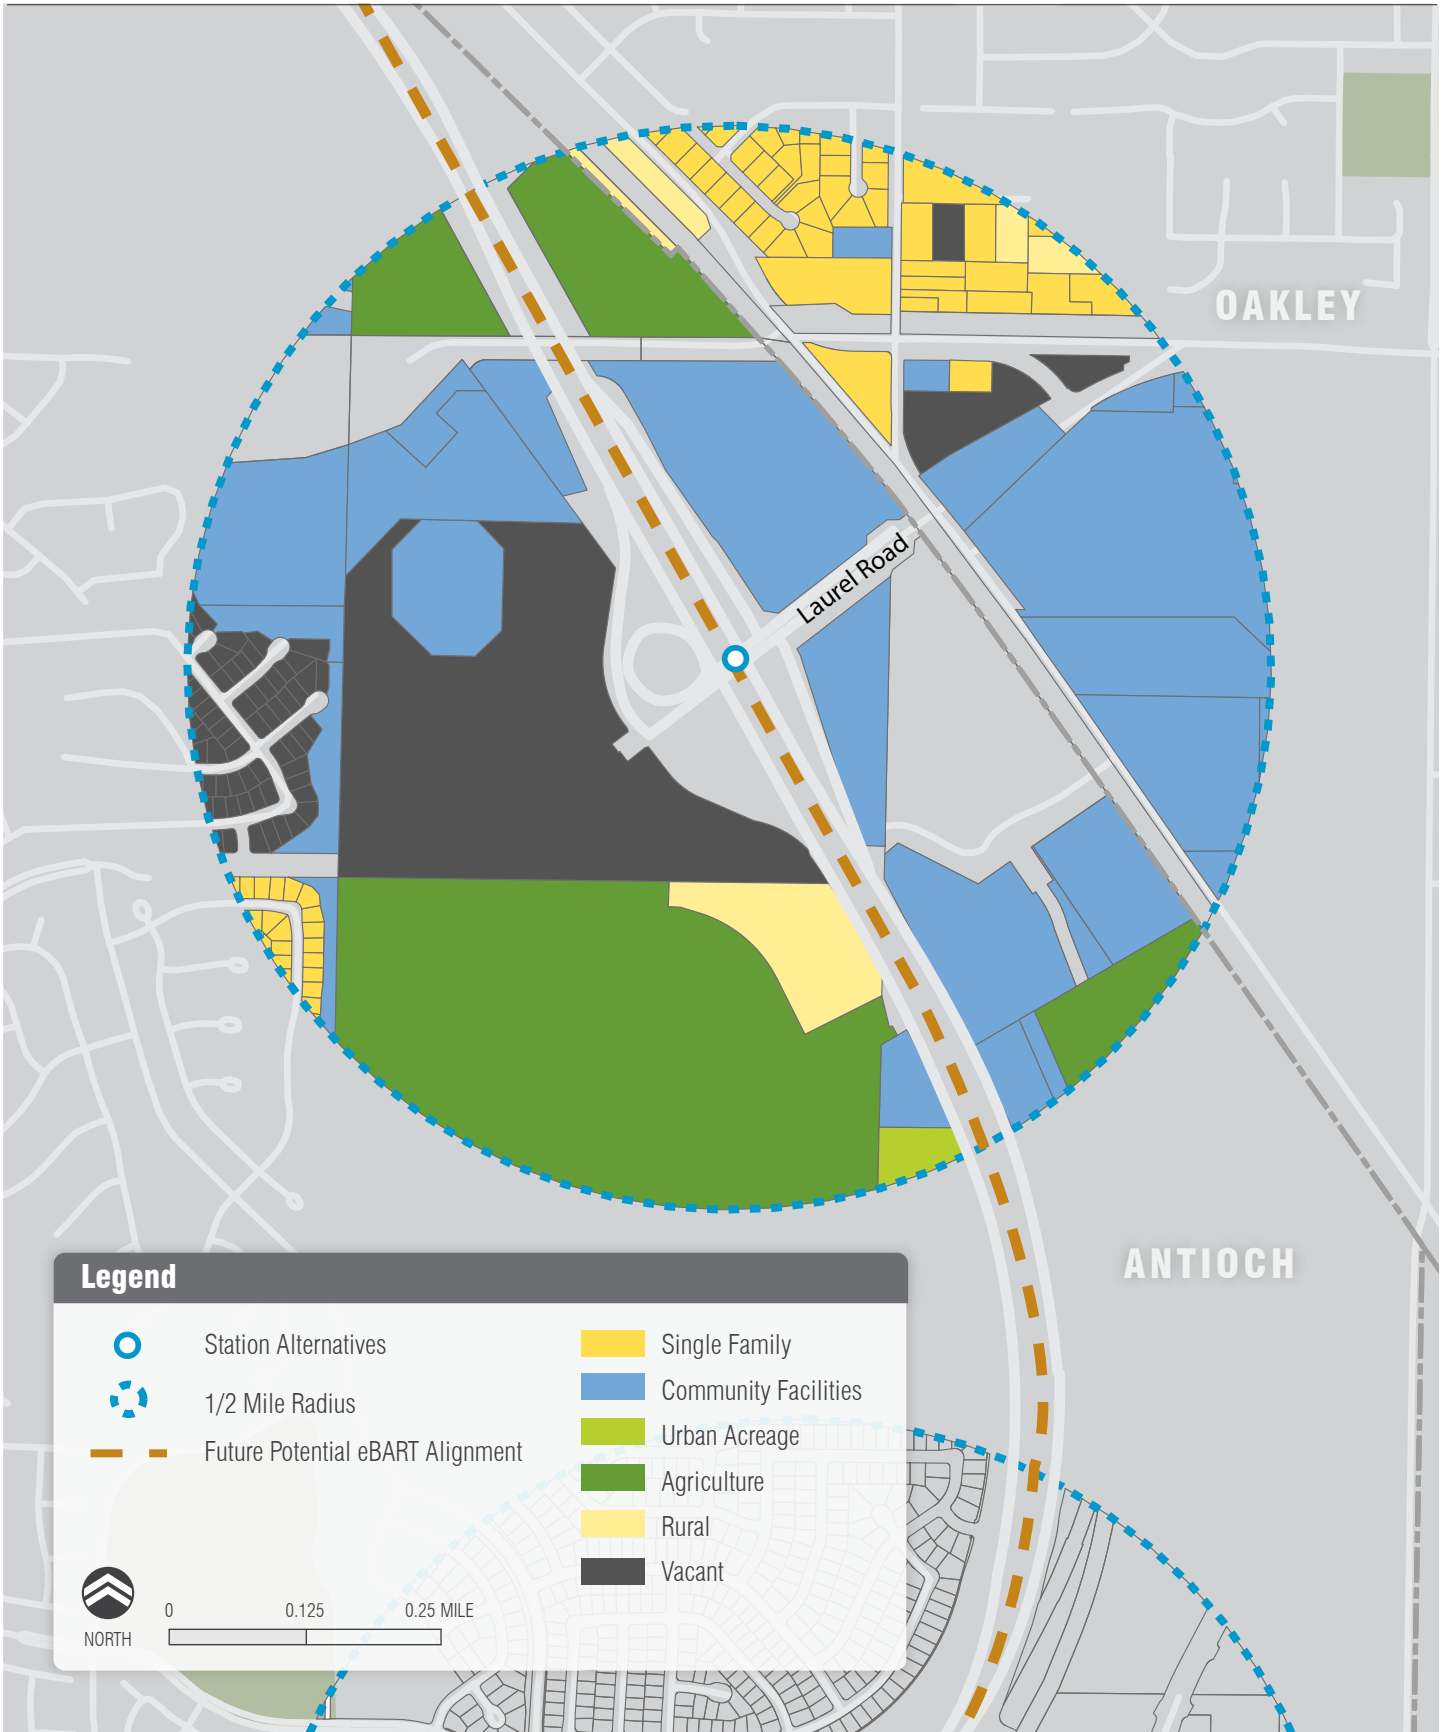 OAKLEY
Laurel Road
ANTIOCH
Legend
Station Alternatives
1/2 Mile Radius
Future Potential eBART Alignment
Single Family
Community Facilities
Urban Acreage
Agriculture
Rural
Vacant
0 0.125 0.25 MILE
NORTH